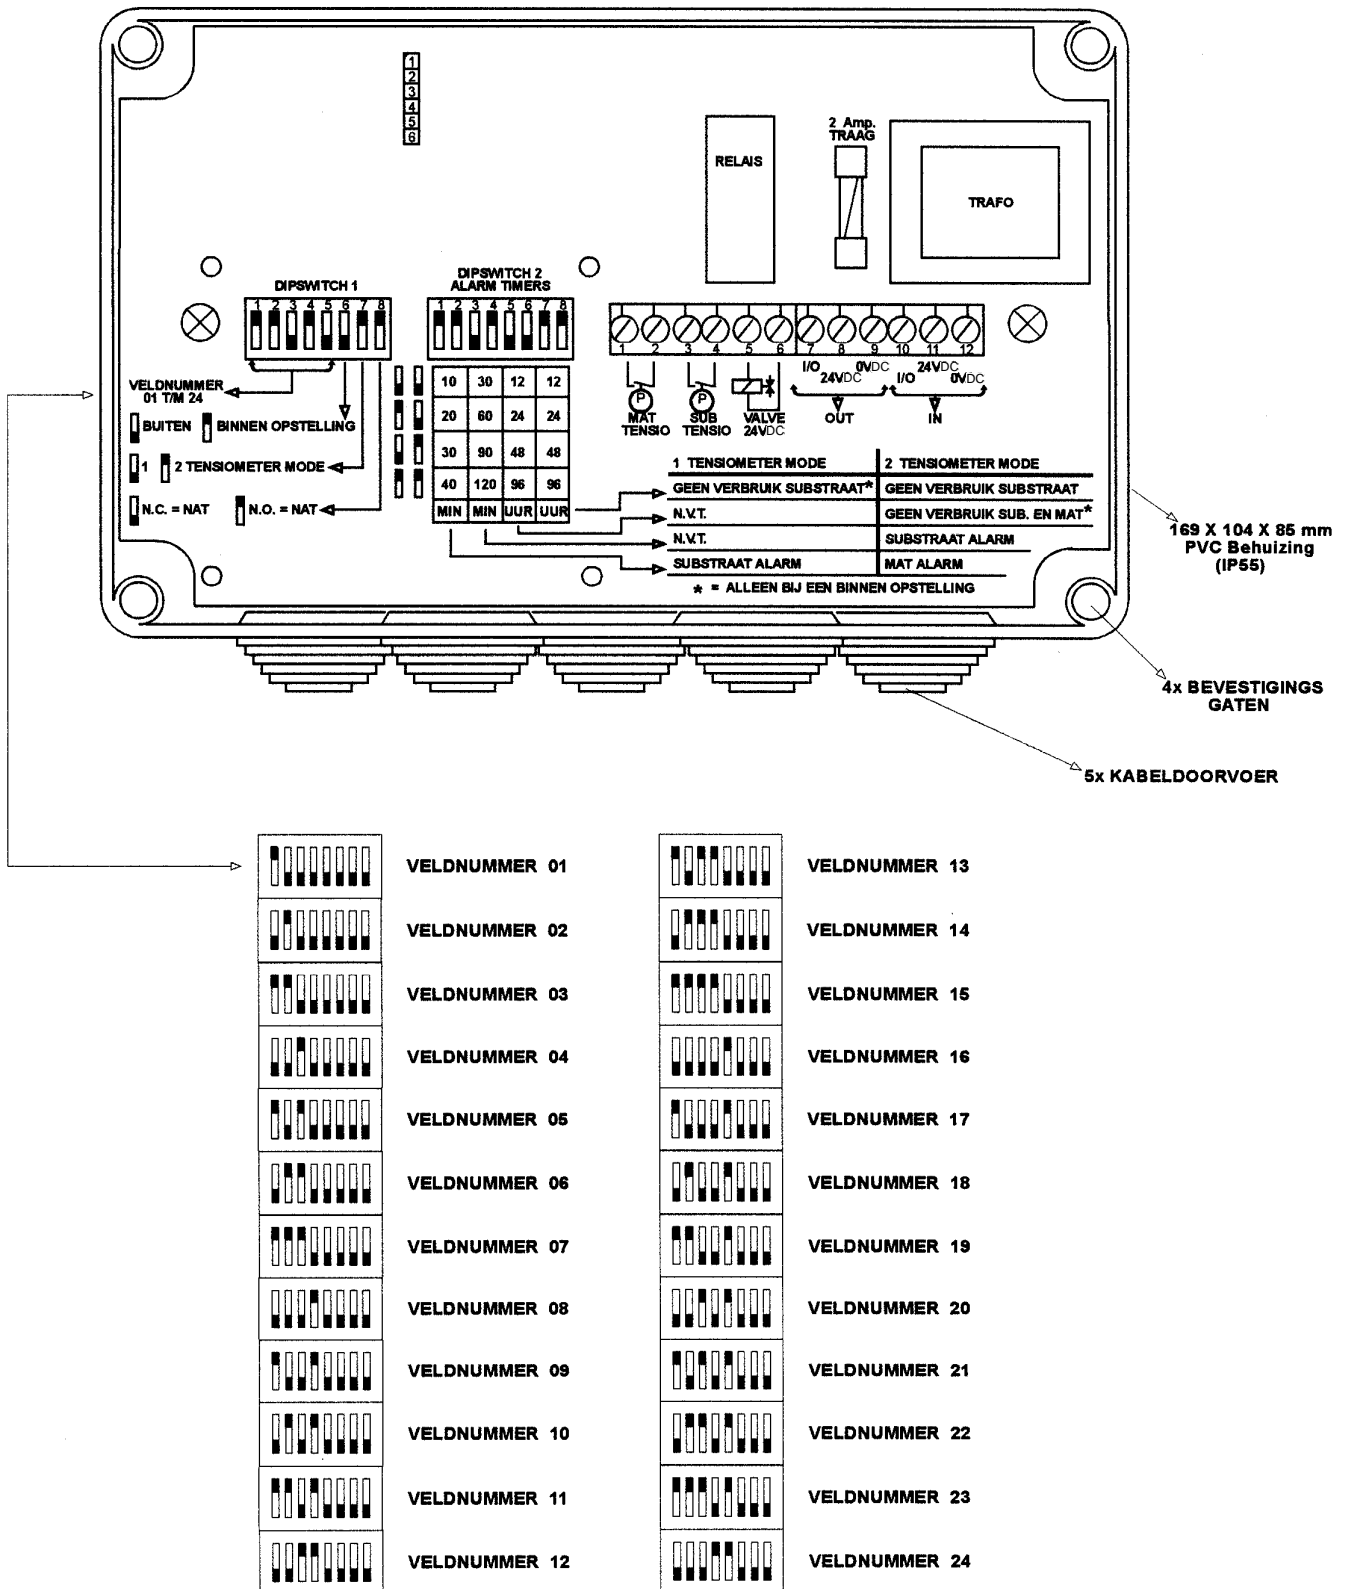 1
2
3
4
5
6
RELAIS
2 Amp.
TRAAG
TRAFO
DIPSWITCH 1
1 2 3 4 5 6 7 8
DIPSWITCH 2
ALARM TIMERS
1 2 3 4 5 6 7 8
1 2 3 4 5 6 7 8 9 10 11 12
I/O 24VDC 0VDC
I/O 24VDC 0VDC
P
P
MAT
TENSIO
SUB
TENSIO
VALVE
24VDC
OUT
IN
VELDNUMMER
01 T/M 24
BUITEN BINNEN OPSTELLING
1 2 TENSIOMETER MODE
N.C. = NAT N.O. = NAT
10 30 12 12
20 60 24 24
30 90 48 48
40 120 96 96
MIN MIN UUR UUR
1 TENSIOMETER MODE 2 TENSIOMETER MODE
GEEN VERBRUIK SUBSTRAAT* GEEN VERBRUIK SUBSTRAAT
N.V.T. GEEN VERBRUIK SUB. EN MAT*
N.V.T. SUBSTRAAT ALARM
SUBSTRAAT ALARM MAT ALARM
* = ALLEEN BIJ EEN BINNEN OPSTELLING
169 X 104 X 85 mm
PVC Behuizing
(IP55)
4x BEVESTIGINGS
GATEN
5x KABELDOORVOER
VELDNUMMER 01
VELDNUMMER 02
VELDNUMMER 03
VELDNUMMER 04
VELDNUMMER 05
VELDNUMMER 06
VELDNUMMER 07
VELDNUMMER 08
VELDNUMMER 09
VELDNUMMER 10
VELDNUMMER 11
VELDNUMMER 12
VELDNUMMER 13
VELDNUMMER 14
VELDNUMMER 15
VELDNUMMER 16
VELDNUMMER 17
VELDNUMMER 18
VELDNUMMER 19
VELDNUMMER 20
VELDNUMMER 21
VELDNUMMER 22
VELDNUMMER 23
VELDNUMMER 24